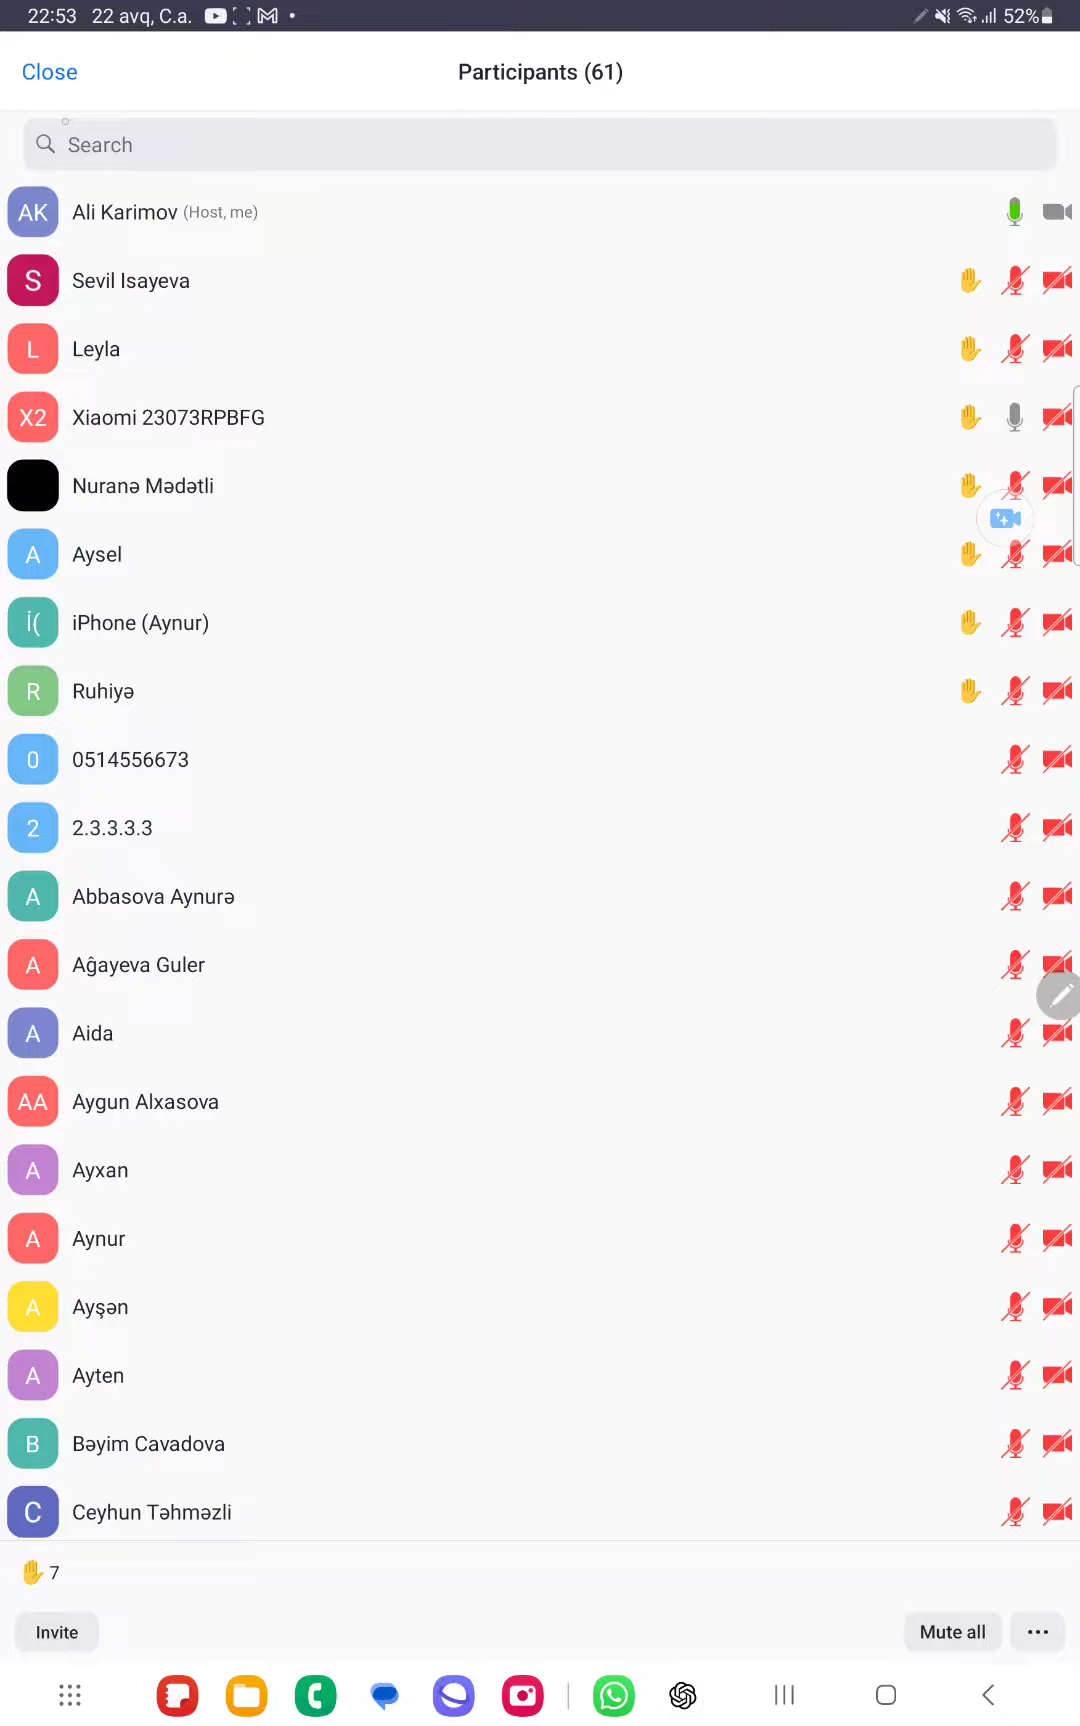 22:53 22 avq, C.a. 52%
Close Participants (61)
Search
AK Ali Karimov (Host, me)
S Sevil Isayeva
L Leyla
X2 Xiaomi 23073RPBFG
Nuranə Mədətli
A Aysel
İ( iPhone (Aynur)
R Ruhiyə
0 0514556673
2 2.3.3.3.3
A Abbasova Aynurə
A Aĝayeva Guler
A Aida
AA Aygun Alxasova
A Ayxan
A Aynur
A Ayşən
A Ayten
B Bəyim Cavadova
C Ceyhun Təhməzli
7
Invite Mute all